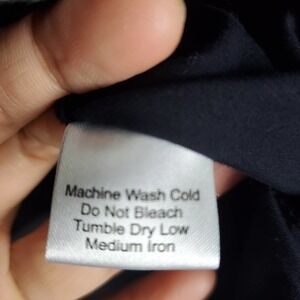 Machine Wash Cold
Do Not Bleach
Tumble Dry Low
Medium Iron